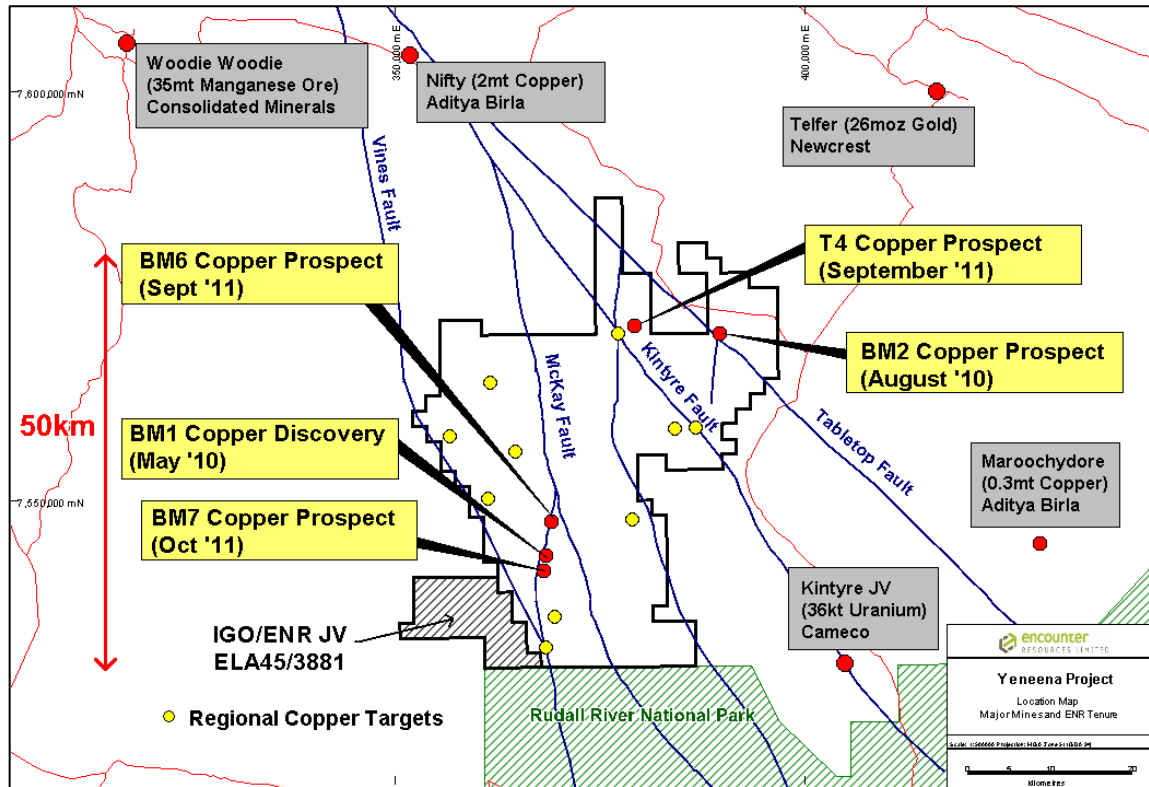 Woodie Woodie
(35mt Manganese Ore)
Consolidated Minerals
350,000 m E
Nifty (2mt Copper)
Aditya Birla
400,000 m E
7,600,000 mN
Telfer (26moz Gold)
Newcrest
Vines Fault
BM6 Copper Prospect
(Sept '11)
T4 Copper Prospect
(September '11)
BM2 Copper Prospect
(August '10)
McKay Fault
Kintyre Fault
Tabletop Fault
50km
BM1 Copper Discovery
(May '10)
Maroochydore
(0.3mt Copper)
Aditya Birla
7,550,000 mN
BM7 Copper Prospect
(Oct '11)
Kintyre JV
(36kt Uranium)
Cameco
IGO/ENR JV
ELA45/3881
Regional Copper Targets
Rudall River National Park
encounter
RESOURCES LIMITED
Yeneena Project
Location Map
Major Mines and ENR Tenure
0 5 10 20
kilometres